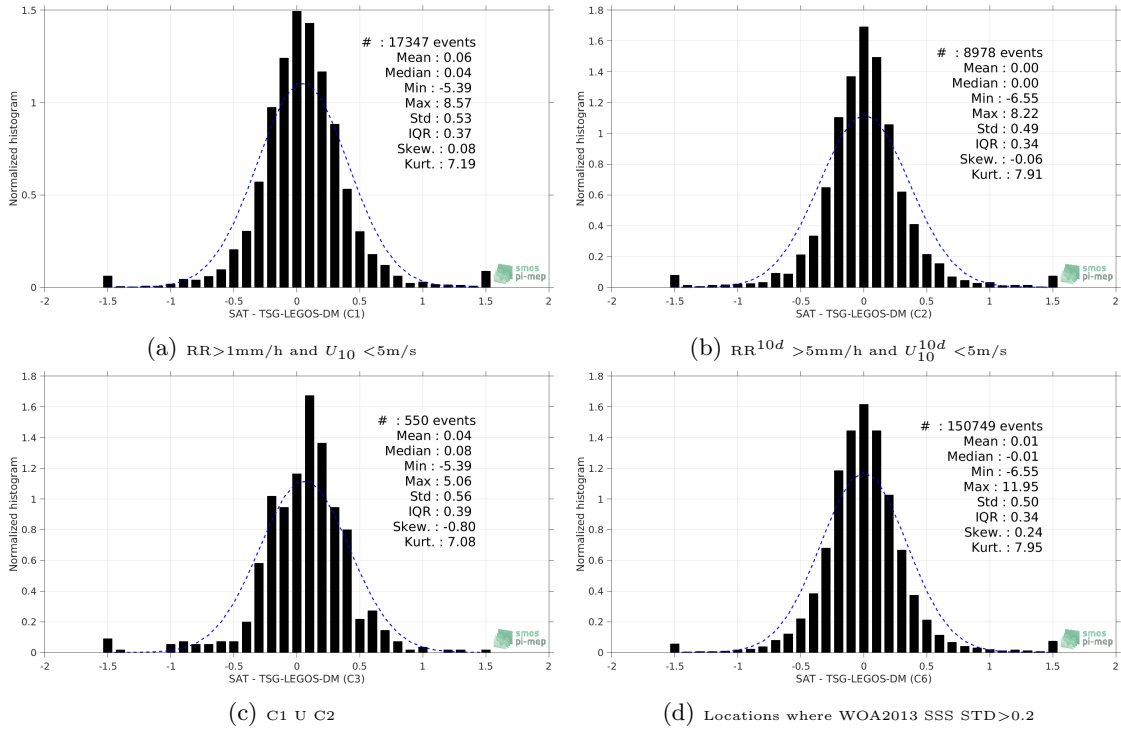 1.5
1
0.5
0
Normalized histogram
# : 17347 events
Mean : 0.06
Median : 0.04
Min : -5.39
Max : 8.57
Std : 0.53
IQR : 0.37
Skew. : 0.08
Kurt. : 7.19
smos
pi-mep
-2 -1.5 -1 -0.5 0 0.5 1 1.5 2
SAT - TSG-LEGOS-DM (C1)
(a) RR>1mm/h and U10 <5m/s
1.8
1.6
1.4
1.2
1
0.8
0.6
0.4
0.2
0
Normalized histogram
# : 8978 events
Mean : 0.00
Median : 0.00
Min : -6.55
Max : 8.22
Std : 0.49
IQR : 0.34
Skew. : -0.06
Kurt. : 7.91
smos
pi-mep
-2 -1.5 -1 -0.5 0 0.5 1 1.5 2
SAT - TSG-LEGOS-DM (C2)
(b) RR^10d >5mm/h and U10^10d <5m/s
1.8
1.6
1.4
1.2
1
0.8
0.6
0.4
0.2
0
Normalized histogram
# : 550 events
Mean : 0.04
Median : 0.08
Min : -5.39
Max : 5.06
Std : 0.56
IQR : 0.39
Skew. : -0.80
Kurt. : 7.08
smos
pi-mep
-2 -1.5 -1 -0.5 0 0.5 1 1.5 2
SAT - TSG-LEGOS-DM (C3)
(c) C1 U C2
1.8
1.6
1.4
1.2
1
0.8
0.6
0.4
0.2
0
Normalized histogram
# : 150749 events
Mean : 0.01
Median : -0.01
Min : -6.55
Max : 11.95
Std : 0.50
IQR : 0.34
Skew. : 0.24
Kurt. : 7.95
smos
pi-mep
-2 -1.5 -1 -0.5 0 0.5 1 1.5 2
SAT - TSG-LEGOS-DM (C6)
(d) Locations where WOA2013 SSS STD>0.2